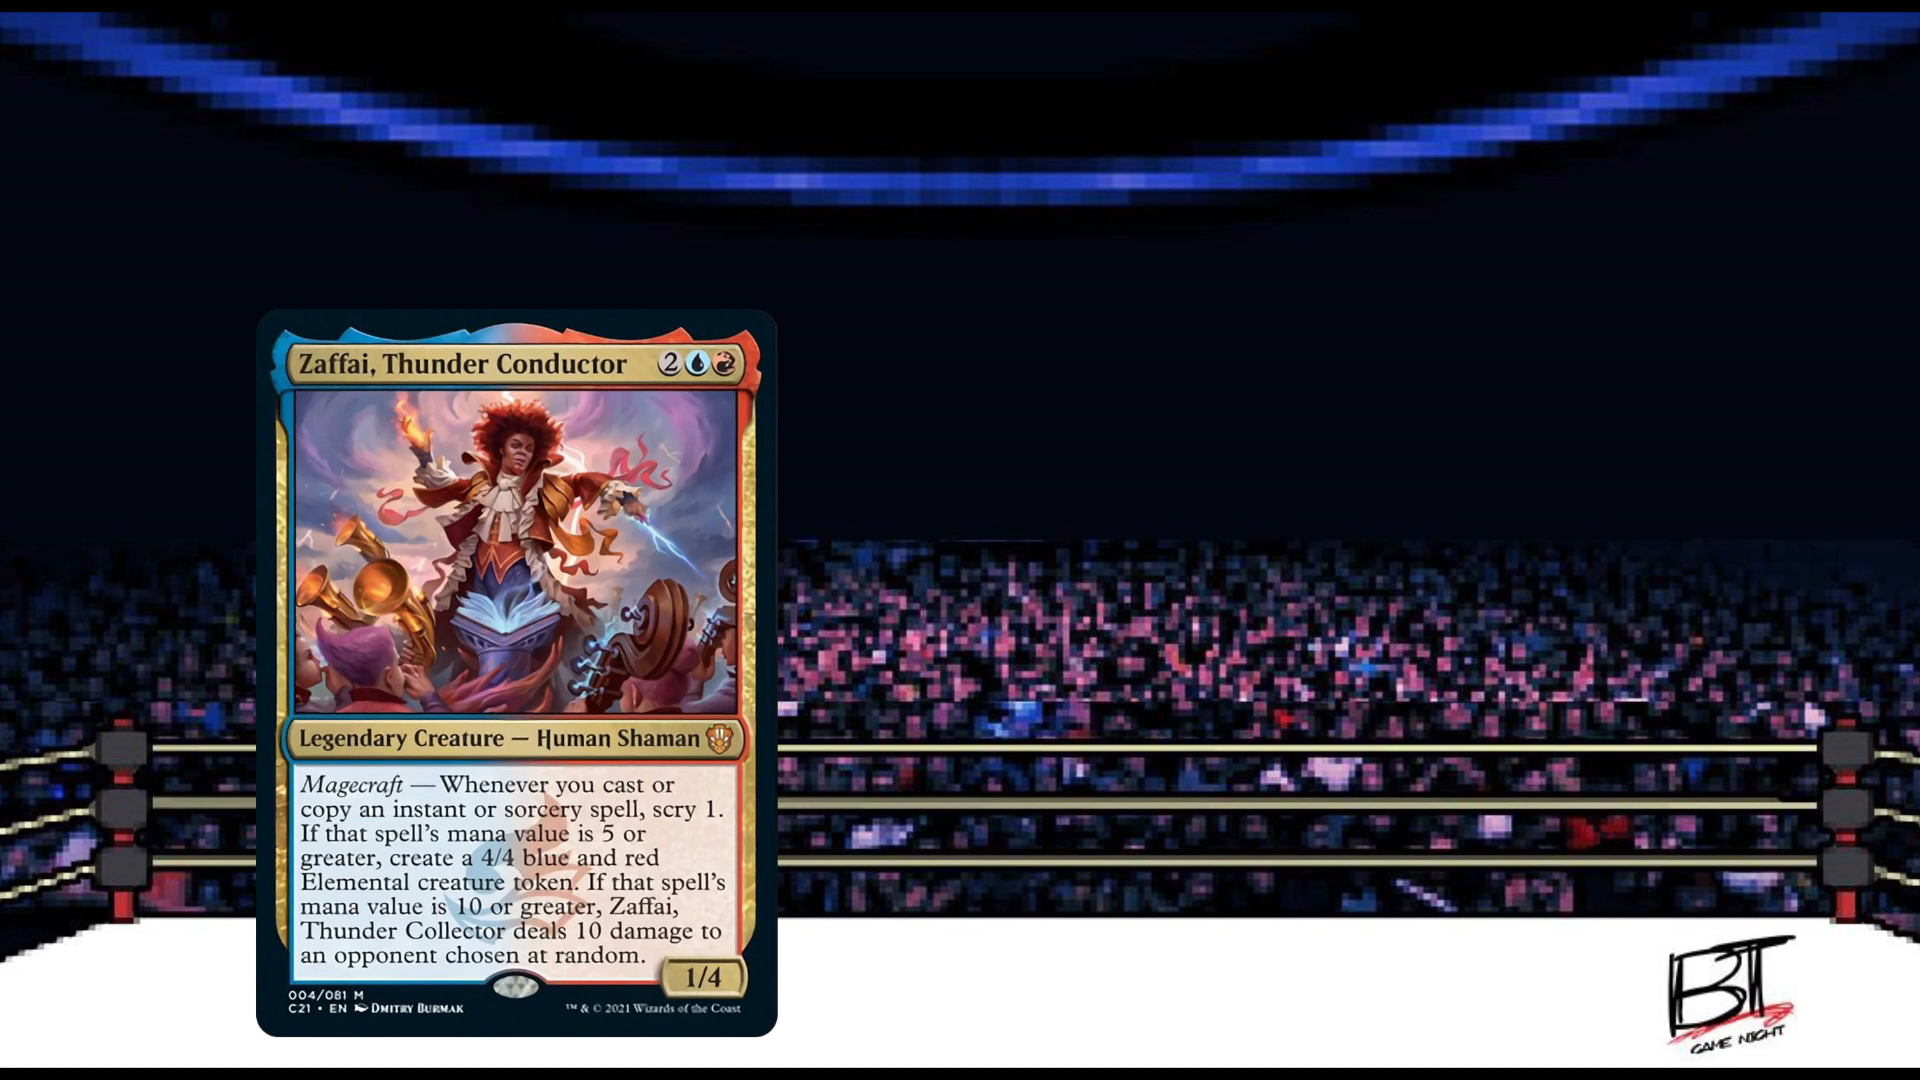 Zaffai, Thunder Conductor 2
Legendary Creature — Human Shaman
Magecraft — Whenever you cast or
copy an instant or sorcery spell, scry 1.
If that spell's mana value is 5 or
greater, create a 4/4 blue and red
Elemental creature token. If that spell's
mana value is 10 or greater, Zaffai,
Thunder Collector deals 10 damage to
an opponent chosen at random.
1/4
004/081 M
C21 • EN DMITRY BURMAK
™ & © 2021 Wizards of the Coast
BT
GAME NIGHT